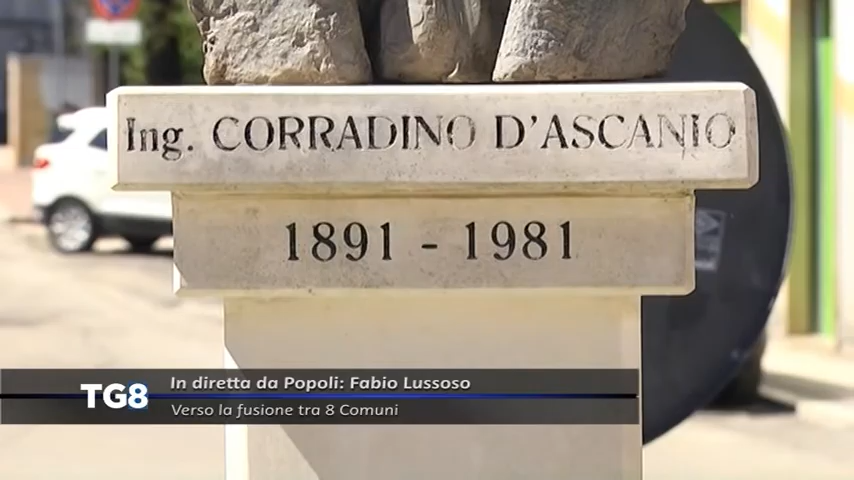 Ing. CORRADINO D'ASCANIO
1891 - 1981
TG8
In diretta da Popoli: Fabio Lussoso
Verso la fusione tra 8 Comuni